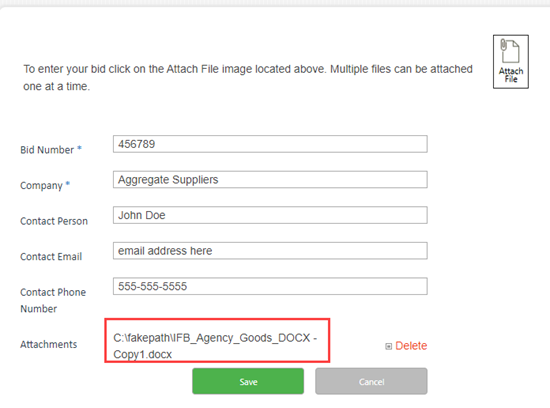 To enter your bid click on the Attach File image located above. Multiple files can be attached
one at a time.
Attach
File
Bid Number *
456789
Company *
Aggregate Suppliers
Contact Person
John Doe
Contact Email
email address here
Contact Phone
Number
555-555-5555
Attachments
C:\fakepath\IFB_Agency_Goods_DOCX -
Copy1.docx
Delete
Save
Cancel